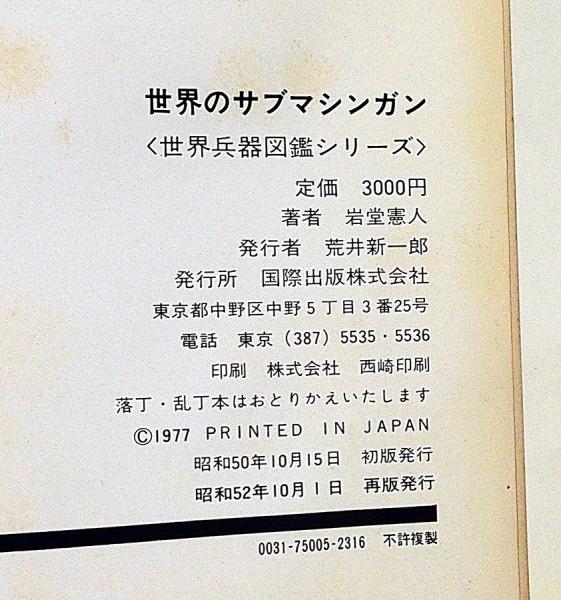 世界のサブマシンガン
〈世界兵器図鑑シリーズ〉
定価　3000円
著者　岩堂憲人
発行者　荒井新一郎
発行所　国際出版株式会社
東京都中野区中野5丁目3番25号
電話　東京（387）5535・5536
印刷　株式会社　西崎印刷
落丁・乱丁本はおとりかえいたします
©1977 PRINTED IN JAPAN
昭和50年10月15日　初版発行
昭和52年10月1日　再版発行
0031-75005-2316　不許複製